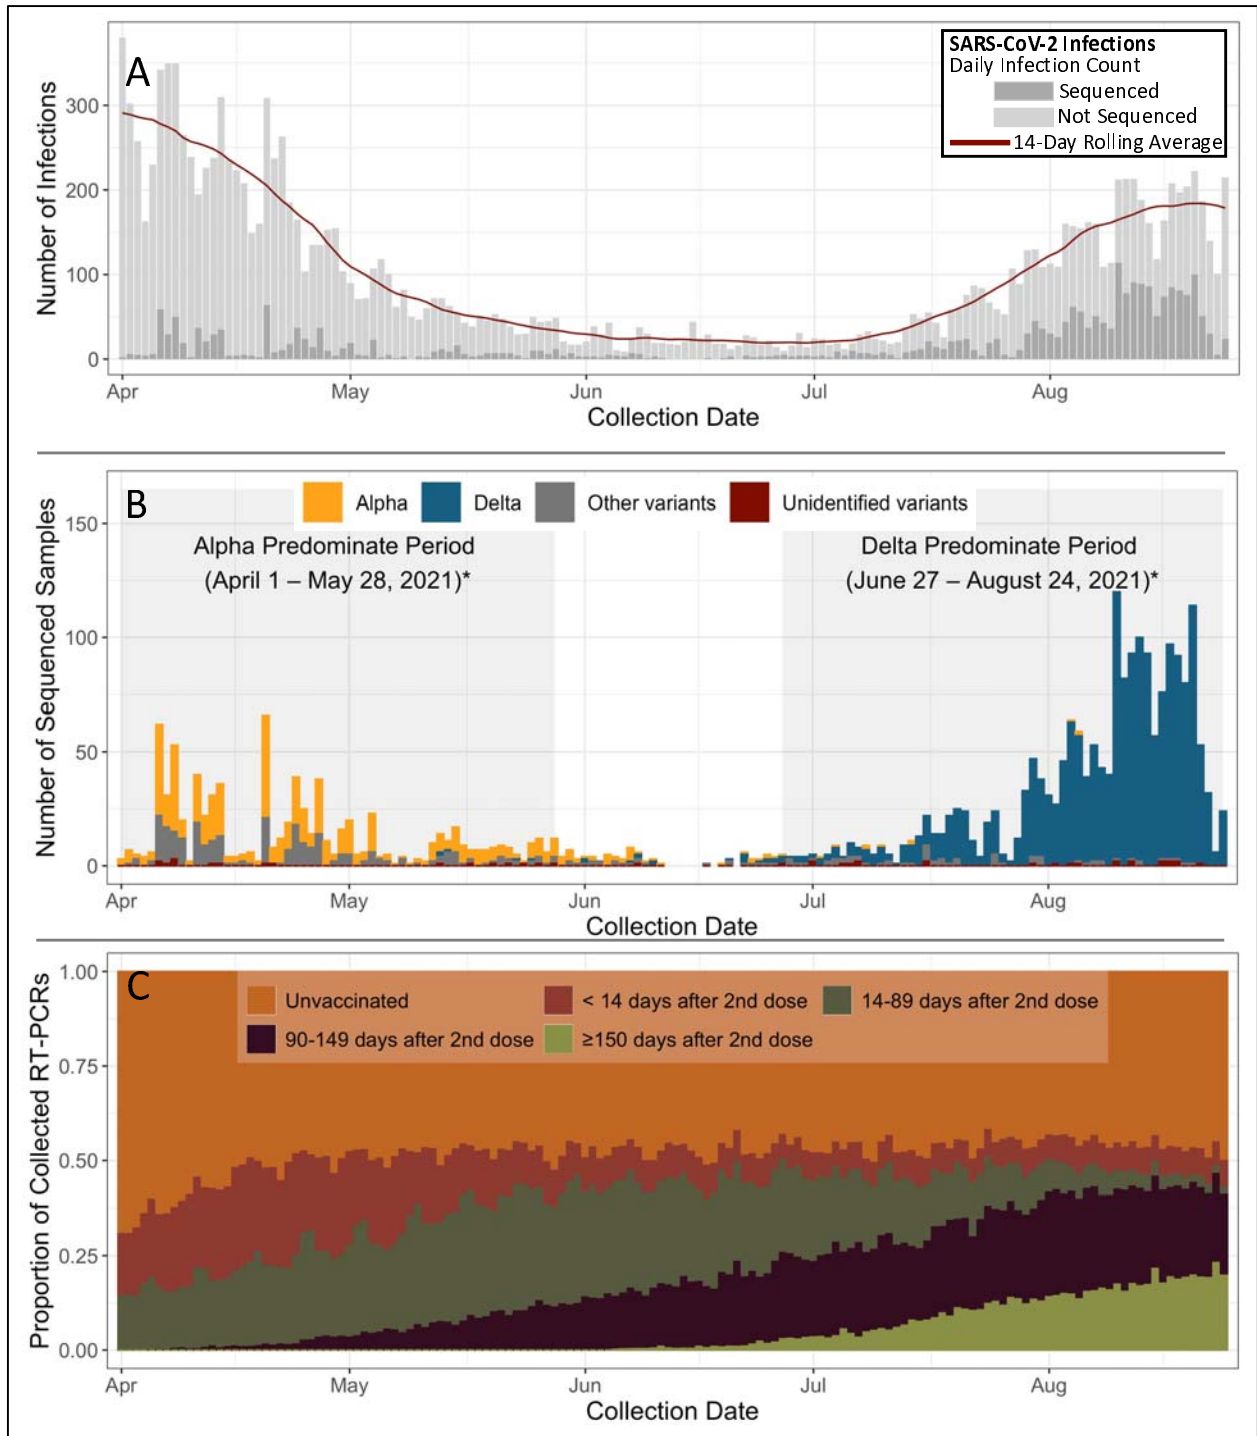 A
SARS-CoV-2 Infections
Daily Infection Count
Sequenced
Not Sequenced
14-Day Rolling Average
Number of Infections
300
200
100
0
Apr
May
Jun
Jul
Aug
Collection Date
B
Alpha
Delta
Other variants
Unidentified variants
Alpha Predominate Period
(April 1 – May 28, 2021)*
Delta Predominate Period
(June 27 – August 24, 2021)*
Number of Sequenced Samples
150
100
50
0
Apr
May
Jun
Jul
Aug
Collection Date
C
Unvaccinated
< 14 days after 2nd dose
14-89 days after 2nd dose
90-149 days after 2nd dose
≥150 days after 2nd dose
Proportion of Collected RT-PCRs
1.00
0.75
0.50
0.25
0.00
Apr
May
Jun
Jul
Aug
Collection Date